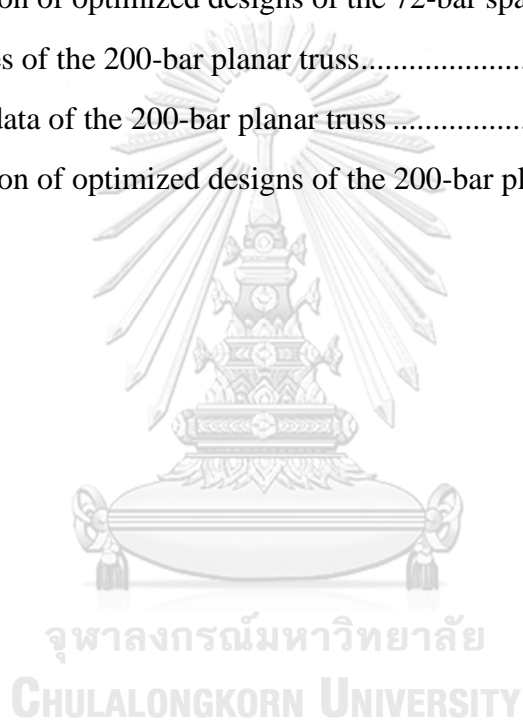 on of optimized designs of the 72-bar spa
es of the 200-bar planar truss.....................
data of the 200-bar planar truss ..................
on of optimized designs of the 200-bar pl
จุฬาลงกรณ์มหาวิทยาลัย
CHULALONGKORN UNIVERSITY